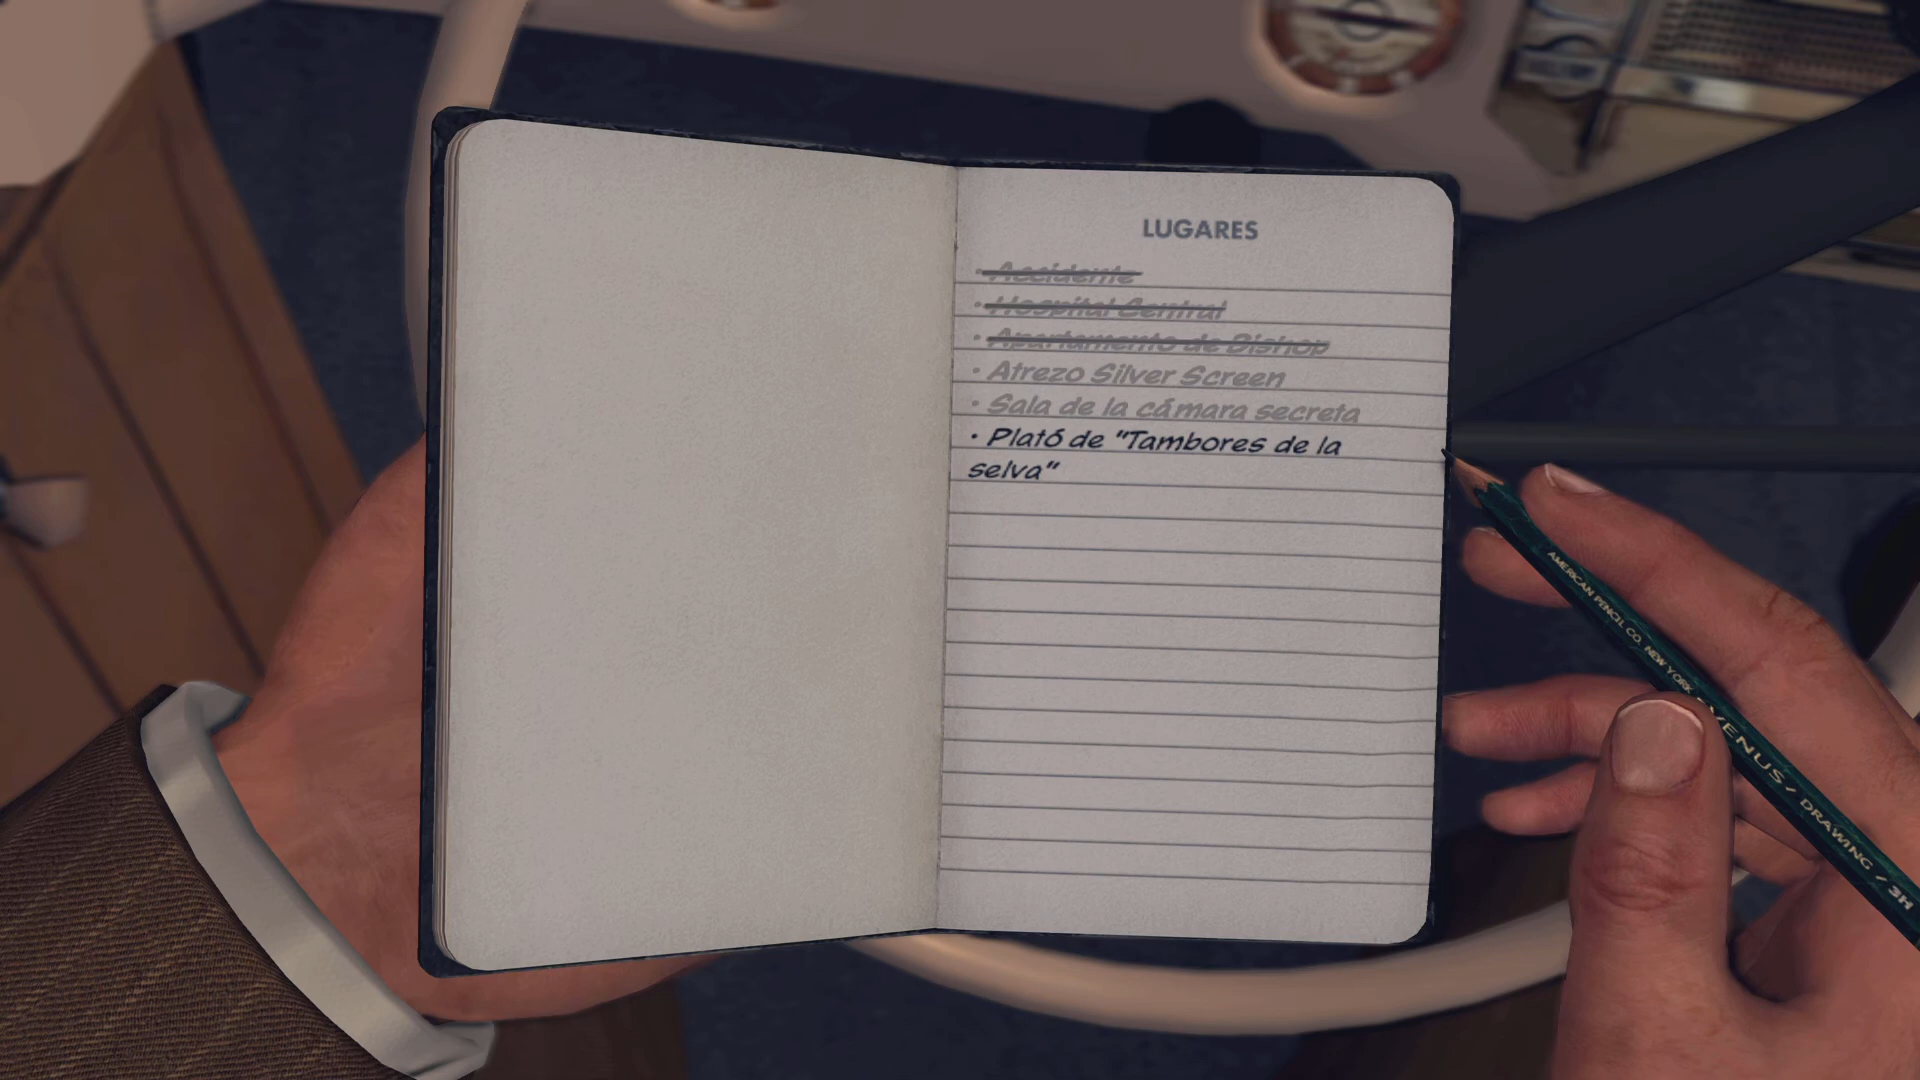 LUGARES
· Accidente
· Hospital Central
· Apartamento de Bishop
· Atrezo Silver Screen
· Sala de la cámara secreta
· Plató de "Tambores de la
selva"
AMERICAN PENCIL CO. NEW YORK VENUS / DRAWING / 3H